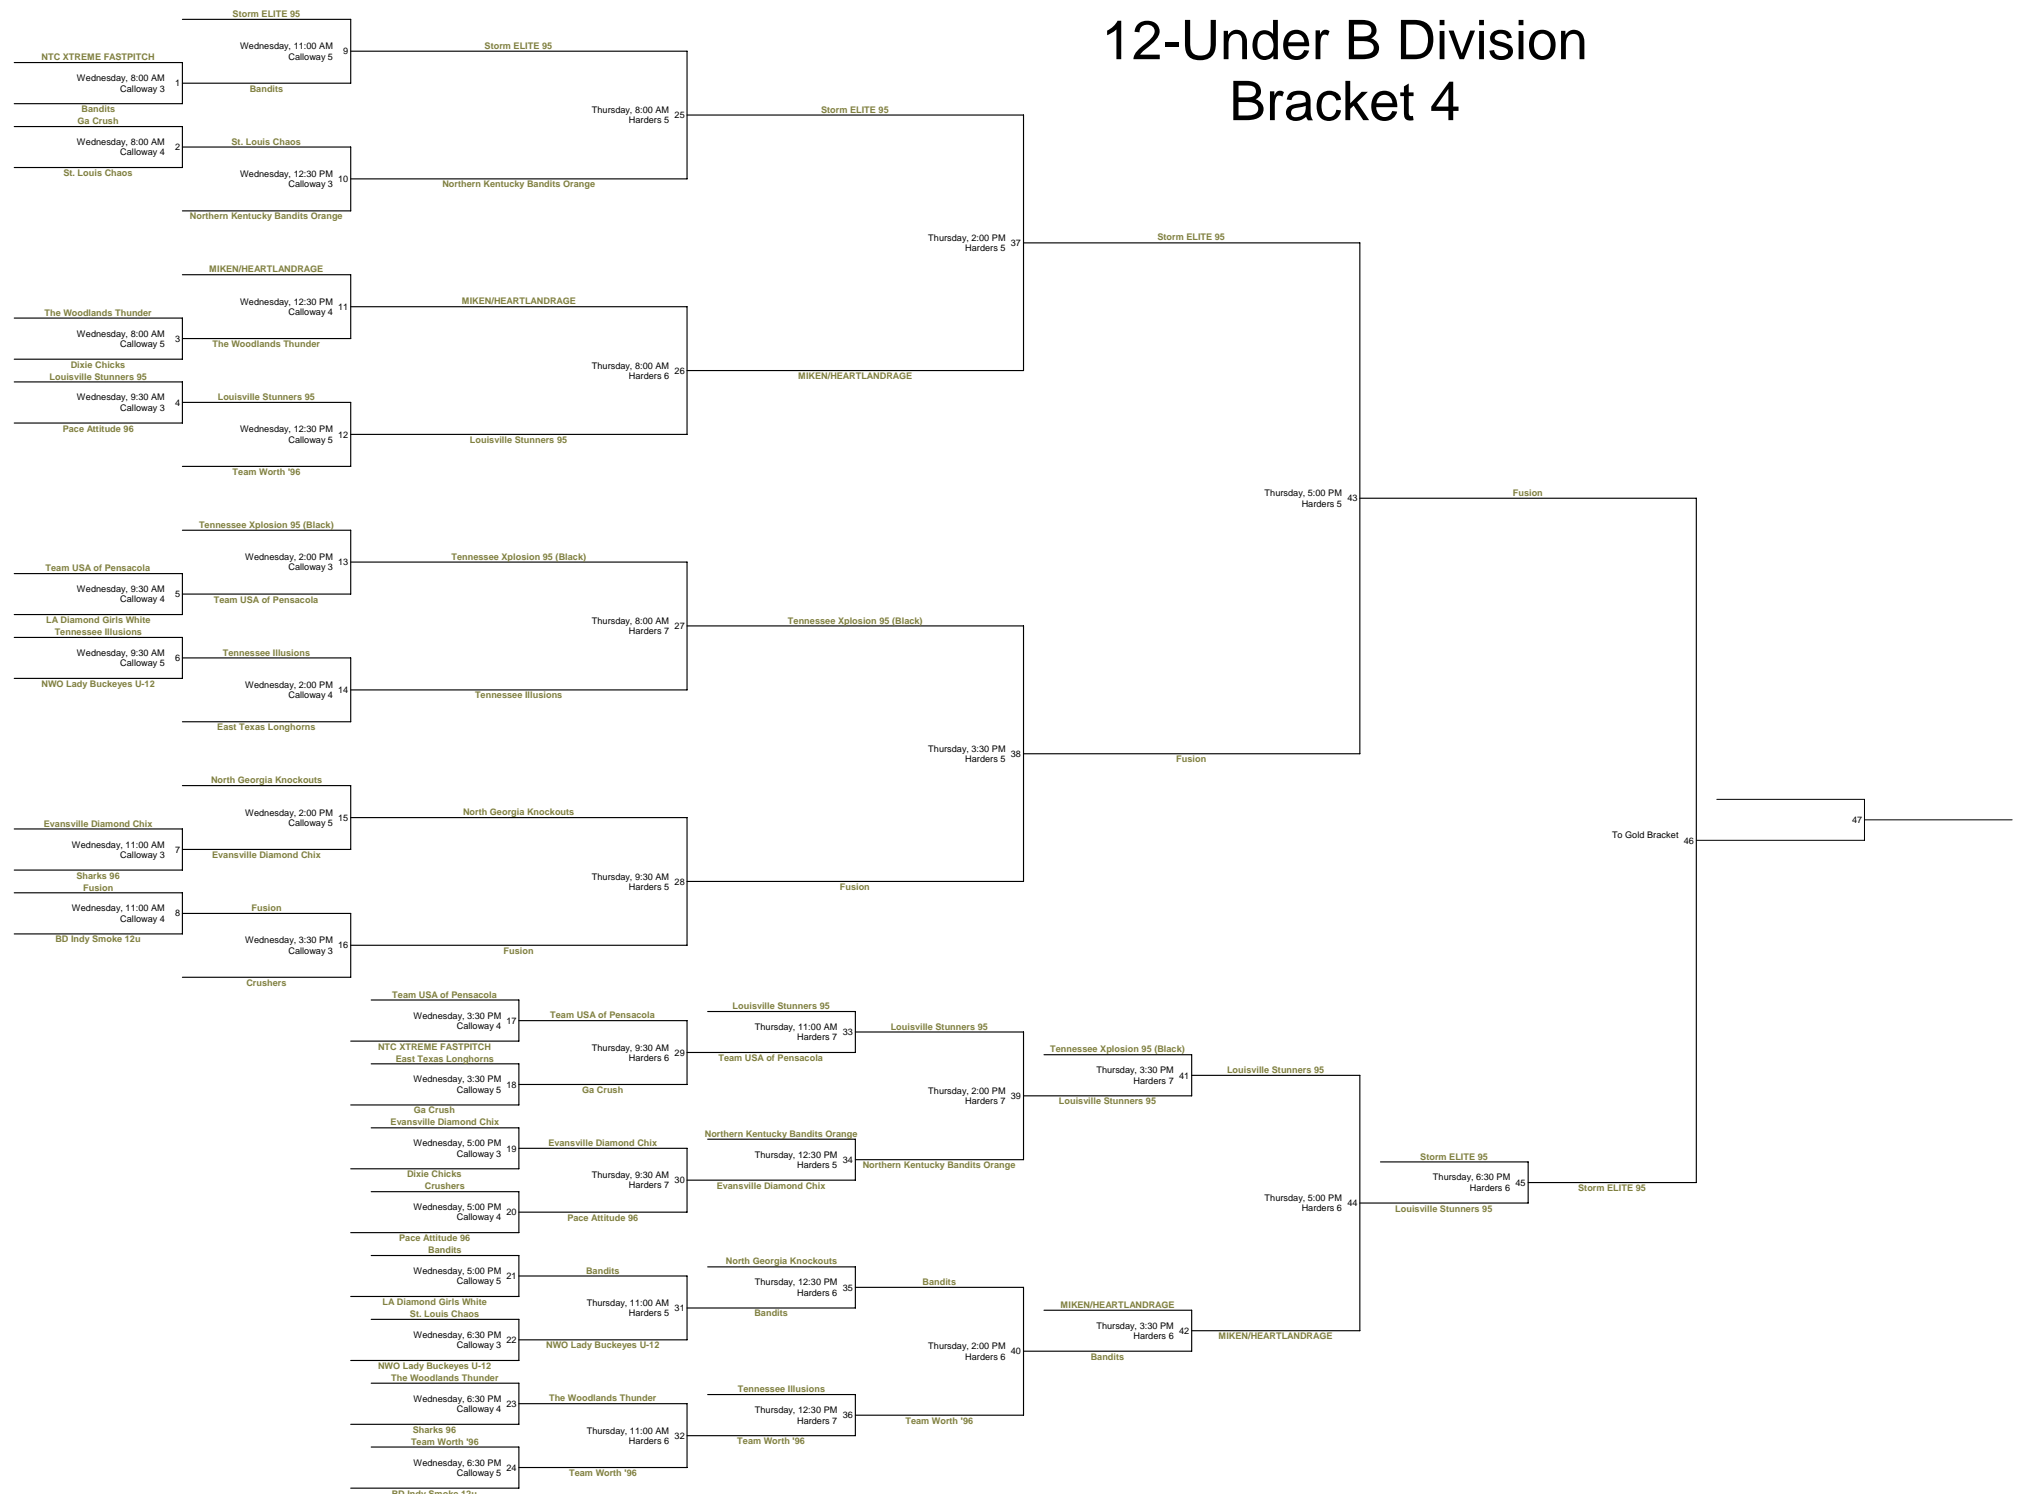 12-Under B Division
Bracket 4
Storm ELITE 95
Wednesday, 11:00 AM
Calloway 5
9
Storm ELITE 95
NTC XTREME FASTPITCH
Wednesday, 8:00 AM
Calloway 3
1
Bandits
Bandits
Thursday, 8:00 AM
Harders 5
25
Storm ELITE 95
Ga Crush
Wednesday, 8:00 AM
Calloway 4
2
St. Louis Chaos
St. Louis Chaos
Wednesday, 12:30 PM
Calloway 3
10
Northern Kentucky Bandits Orange
Northern Kentucky Bandits Orange
Thursday, 2:00 PM
Harders 5
37
Storm ELITE 95
MIKEN/HEARTLANDRAGE
Wednesday, 12:30 PM
Calloway 4
11
MIKEN/HEARTLANDRAGE
The Woodlands Thunder
Wednesday, 8:00 AM
Calloway 5
3
The Woodlands Thunder
Dixie Chicks
Thursday, 8:00 AM
Harders 6
26
MIKEN/HEARTLANDRAGE
Louisville Stunners 95
Wednesday, 9:30 AM
Calloway 3
4
Louisville Stunners 95
Pace Attitude 96
Wednesday, 12:30 PM
Calloway 5
12
Louisville Stunners 95
Team Worth '96
Thursday, 5:00 PM
Harders 5
43
Fusion
Tennessee Xplosion 95 (Black)
Wednesday, 2:00 PM
Calloway 3
13
Tennessee Xplosion 95 (Black)
Team USA of Pensacola
Wednesday, 9:30 AM
Calloway 4
5
Team USA of Pensacola
LA Diamond Girls White
Thursday, 8:00 AM
Harders 7
27
Tennessee Xplosion 95 (Black)
Tennessee Illusions
Wednesday, 9:30 AM
Calloway 5
6
Tennessee Illusions
NWO Lady Buckeyes U-12
Wednesday, 2:00 PM
Calloway 4
14
Tennessee Illusions
East Texas Longhorns
Thursday, 3:30 PM
Harders 5
38
Fusion
North Georgia Knockouts
Wednesday, 2:00 PM
Calloway 5
15
North Georgia Knockouts
Evansville Diamond Chix
Wednesday, 11:00 AM
Calloway 3
7
Evansville Diamond Chix
Sharks 96
Thursday, 9:30 AM
Harders 5
28
Fusion
Fusion
Wednesday, 11:00 AM
Calloway 4
8
Fusion
BD Indy Smoke 12u
Wednesday, 3:30 PM
Calloway 3
16
Fusion
Crushers
To Gold Bracket
46
47
Team USA of Pensacola
Wednesday, 3:30 PM
Calloway 4
17
Team USA of Pensacola
NTC XTREME FASTPITCH
Thursday, 9:30 AM
Harders 6
29
Team USA of Pensacola
East Texas Longhorns
Wednesday, 3:30 PM
Calloway 5
18
Ga Crush
Ga Crush
Louisville Stunners 95
Thursday, 11:00 AM
Harders 7
33
Louisville Stunners 95
Evansville Diamond Chix
Wednesday, 5:00 PM
Calloway 3
19
Evansville Diamond Chix
Dixie Chicks
Thursday, 9:30 AM
Harders 7
30
Evansville Diamond Chix
Crushers
Wednesday, 5:00 PM
Calloway 4
20
Pace Attitude 96
Pace Attitude 96
Northern Kentucky Bandits Orange
Thursday, 12:30 PM
Harders 5
34
Northern Kentucky Bandits Orange
Thursday, 2:00 PM
Harders 7
39
Louisville Stunners 95
Tennessee Xplosion 95 (Black)
Thursday, 3:30 PM
Harders 7
41
Louisville Stunners 95
Bandits
Wednesday, 5:00 PM
Calloway 5
21
Bandits
LA Diamond Girls White
Thursday, 11:00 AM
Harders 5
31
Bandits
St. Louis Chaos
Wednesday, 6:30 PM
Calloway 3
22
NWO Lady Buckeyes U-12
NWO Lady Buckeyes U-12
North Georgia Knockouts
Thursday, 12:30 PM
Harders 6
35
Bandits
The Woodlands Thunder
Wednesday, 6:30 PM
Calloway 4
23
The Woodlands Thunder
Sharks 96
Thursday, 11:00 AM
Harders 6
32
Team Worth '96
Team Worth '96
Wednesday, 6:30 PM
Calloway 5
24
Team Worth '96
BD Indy Smoke 12u
Tennessee Illusions
Thursday, 12:30 PM
Harders 7
36
Team Worth '96
Thursday, 2:00 PM
Harders 6
40
Bandits
MIKEN/HEARTLANDRAGE
Thursday, 3:30 PM
Harders 6
42
MIKEN/HEARTLANDRAGE
Thursday, 5:00 PM
Harders 6
44
Louisville Stunners 95
Storm ELITE 95
Thursday, 6:30 PM
Harders 6
45
Storm ELITE 95